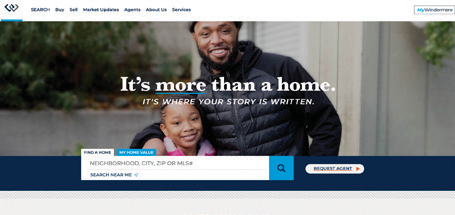 SEARCH Buy Sell Market Updates Agents About Us Services MyWindermere
It's more than a home.
IT'S WHERE YOUR STORY IS WRITTEN.
FIND A HOME MY HOME VALUE
NEIGHBORHOOD, CITY, ZIP OR MLS#
SEARCH NEAR ME
REQUEST AGENT